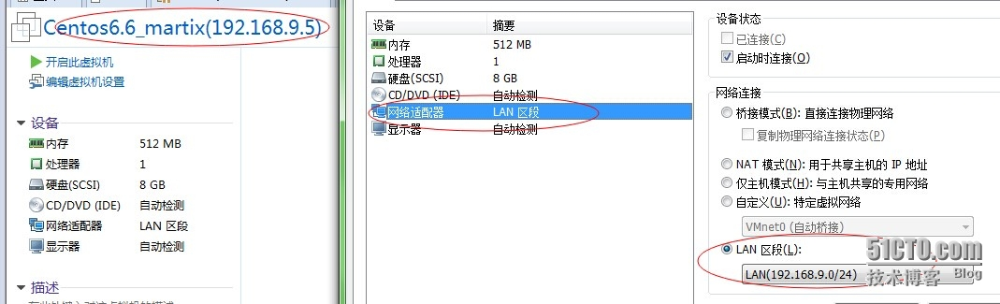 Centos6.6_martix(192.168.9.5)
开启此虚拟机
编辑虚拟机设置
设备
内存 512 MB
处理器 1
硬盘(SCSI) 8 GB
CD/DVD (IDE) 自动检测
网络适配器 LAN 区段
显示器 自动检测
描述
设备 摘要
内存 512 MB
处理器 1
硬盘(SCSI) 8 GB
CD/DVD (IDE) 自动检测
网络适配器 LAN 区段
显示器 自动检测
设备状态
已连接(C)
启动时连接(O)
网络连接
桥接模式(B): 直接连接物理网络
复制物理网络连接状态(P)
NAT 模式(N): 用于共享主机的 IP 地址
仅主机模式(H): 与主机共享的专用网络
自定义(U): 特定虚拟网络
VMnet0 (自动桥接)
LAN 区段(L):
LAN(192.168.9.0/24)
51CTO.com
技术博客 Blog